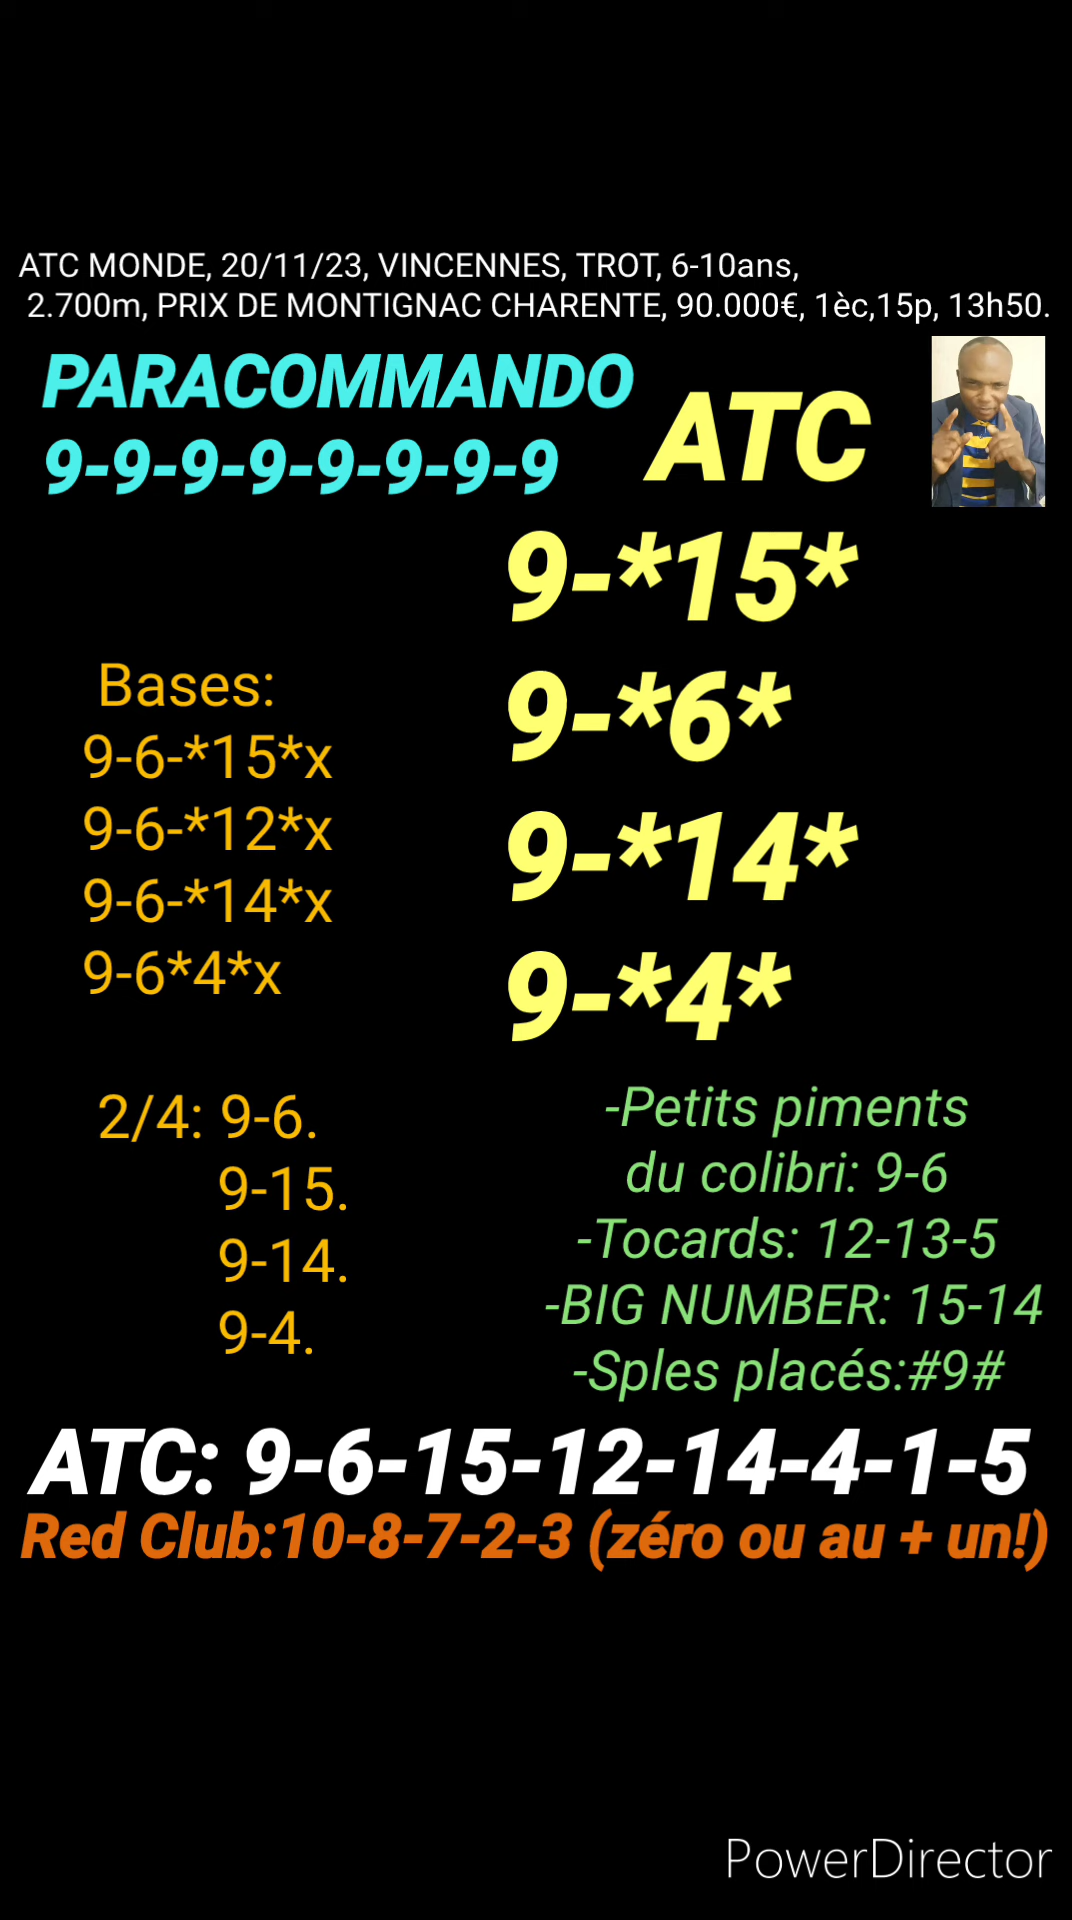 ATC MONDE, 20/11/23, VINCENNES, TROT, 6-10ans,
2.700m, PRIX DE MONTIGNAC CHARENTE, 90.000€, 1èc,15p, 13h50.
PARACOMMANDO
9-9-9-9-9-9-9-9
ATC
9-*15*
9-*6*
9-*14*
9-*4*
Bases:
9-6-*15*x
9-6-*12*x
9-6-*14*x
9-6*4*x
2/4: 9-6.
9-15.
9-14.
9-4.
-Petits piments
du colibri: 9-6
-Tocards: 12-13-5
-BIG NUMBER: 15-14
-Sples placés:#9#
ATC: 9-6-15-12-14-4-1-5
Red Club:10-8-7-2-3 (zéro ou au + un!)
PowerDirector